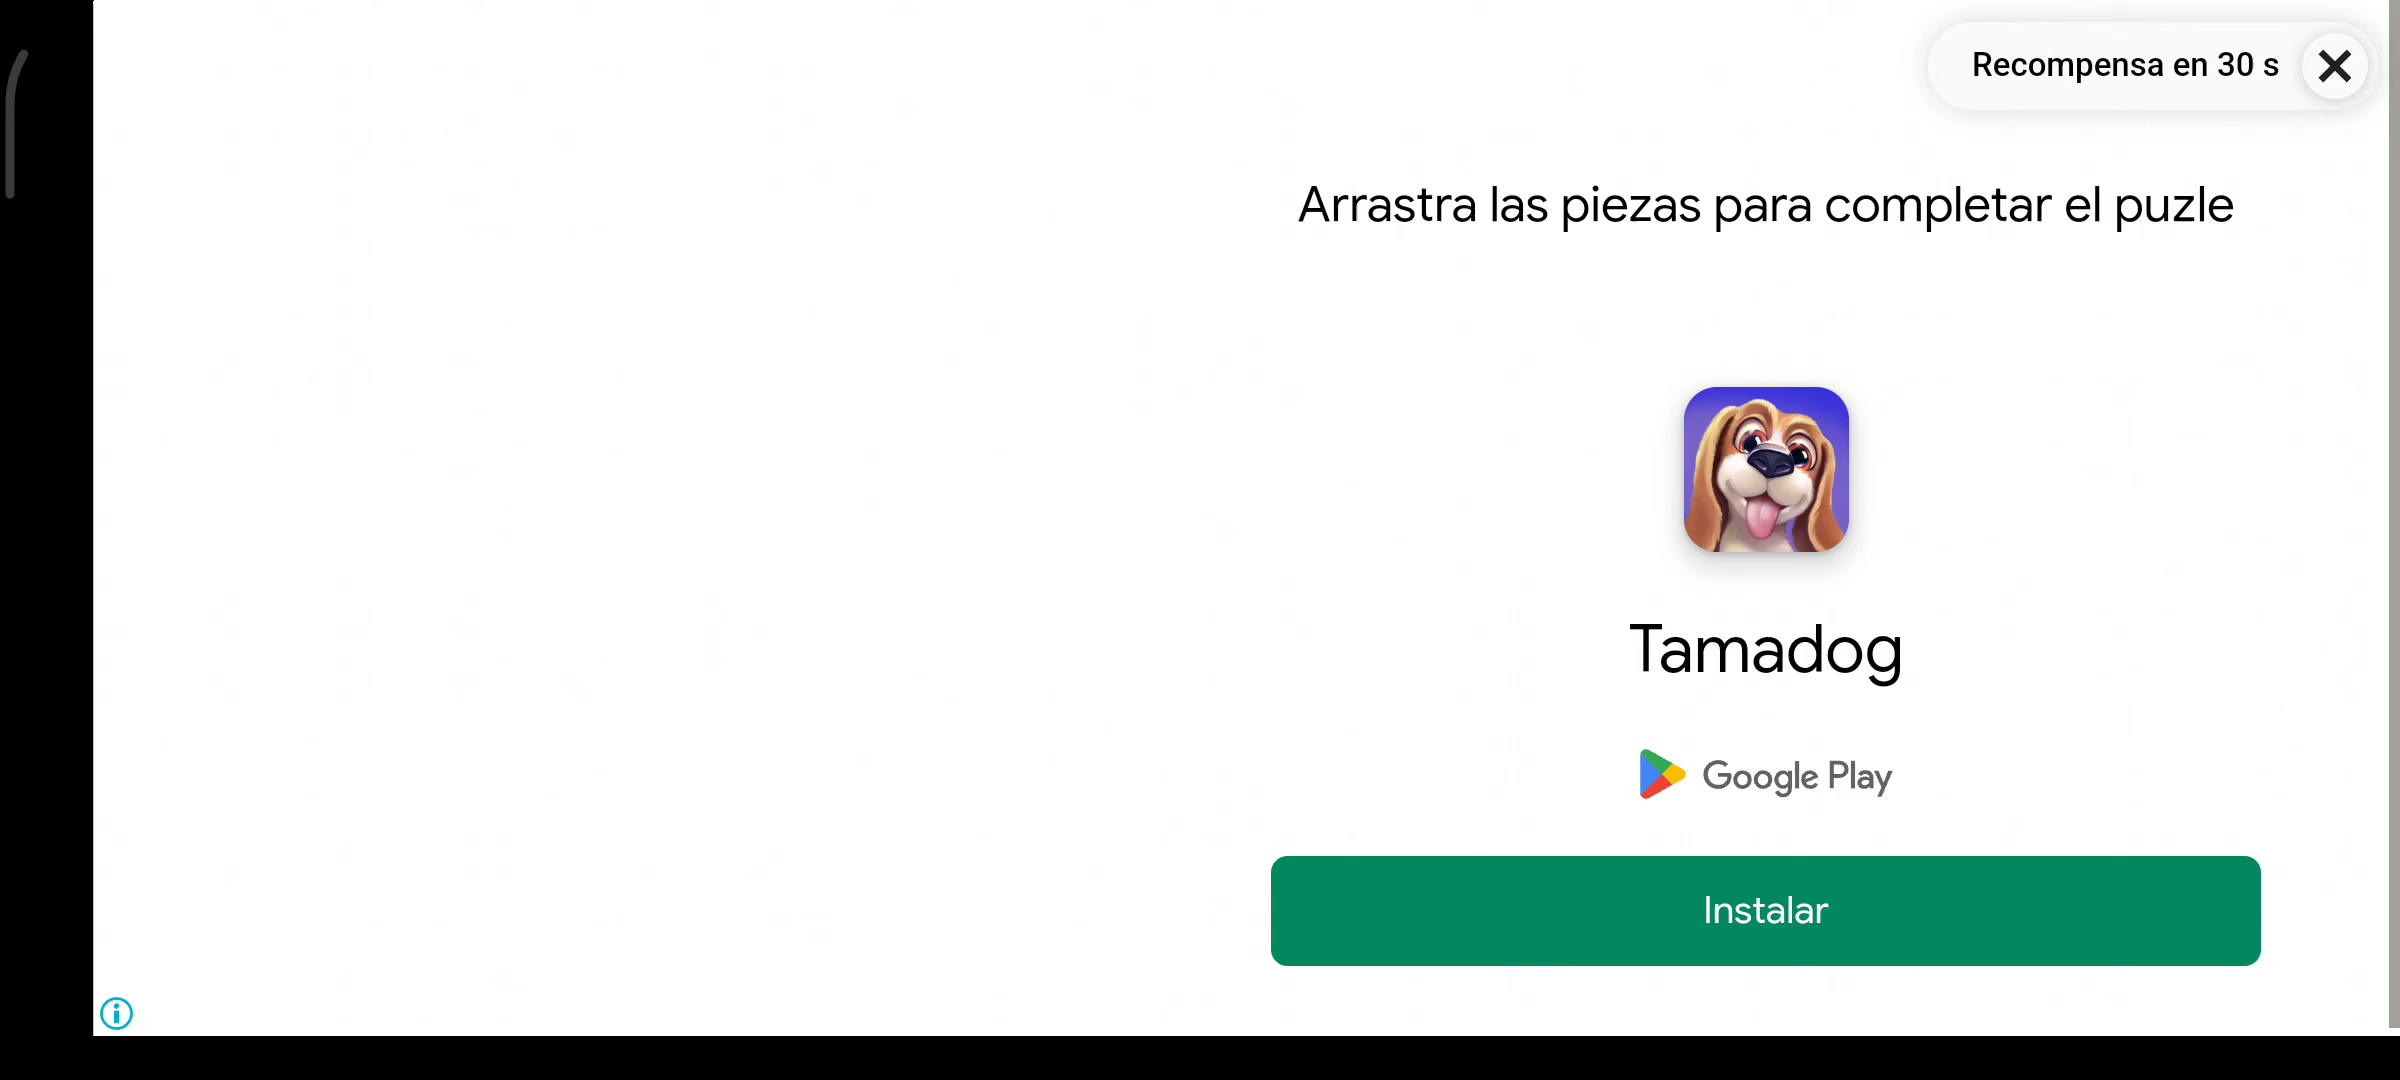 Recompensa en 30 s
Arrastra las piezas para completar el puzle
Tamadog
Google Play
Instalar